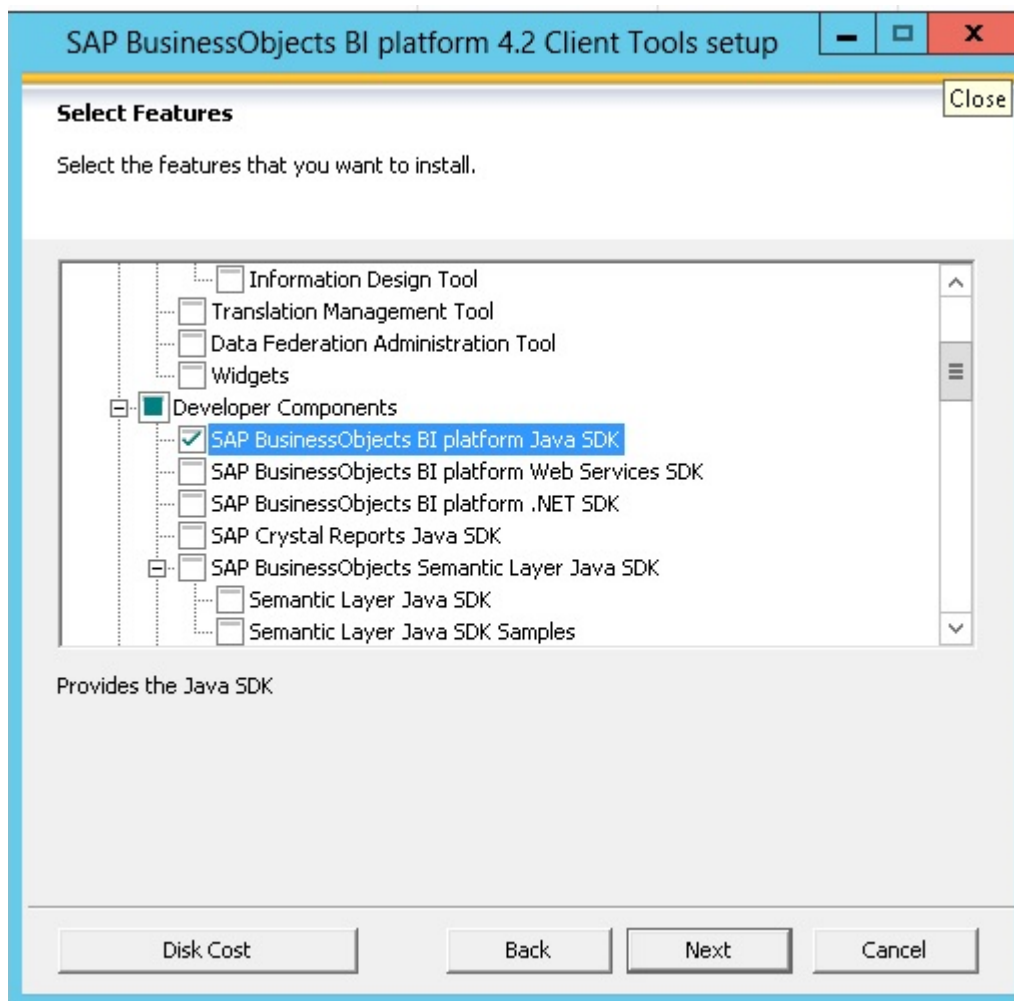 SAP BusinessObjects BI platform 4.2 Client Tools setup
Close
Select Features
Select the features that you want to install.
Information Design Tool
Translation Management Tool
Data Federation Administration Tool
Widgets
Developer Components
SAP BusinessObjects BI platform Java SDK
SAP BusinessObjects BI platform Web Services SDK
SAP BusinessObjects BI platform .NET SDK
SAP Crystal Reports Java SDK
SAP BusinessObjects Semantic Layer Java SDK
Semantic Layer Java SDK
Semantic Layer Java SDK Samples
Provides the Java SDK
Disk Cost
Back
Next
Cancel